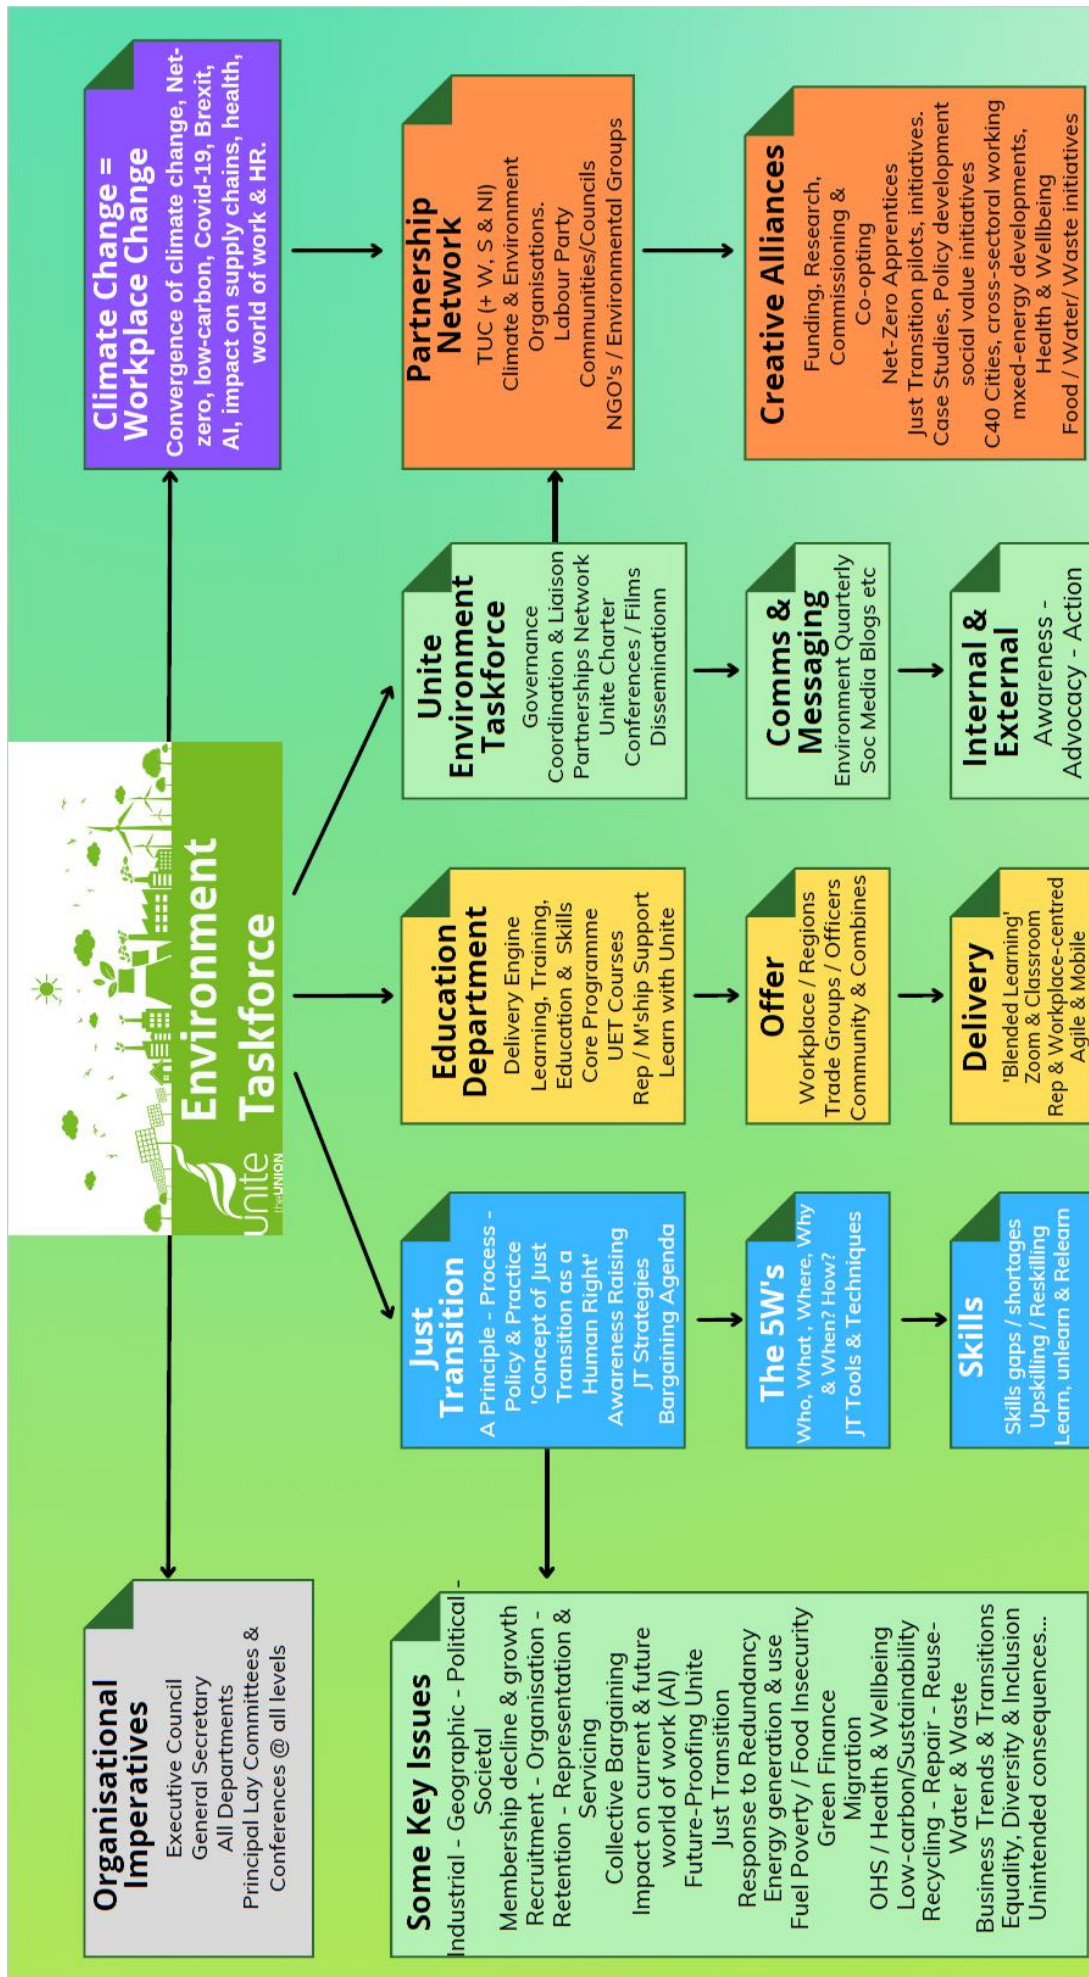 Unite
the UNION
Environment
Taskforce
Organisational
Imperatives
Executive Council
General Secretary
All Departments
Principal Lay Committees &
Conferences @ all levels
Climate Change =
Workplace Change
Convergence of climate change, Net-
zero, low-carbon, Covid-19, Brexit,
AI, impact on supply chains, health,
world of work & HR.
Some Key Issues
Industrial - Geographic - Political -
Societal
Membership decline & growth
Recruitment - Organisation -
Retention - Representation &
Servicing
Collective Bargaining
Impact on current & future
world of work (AI)
Future-Proofing Unite
Just Transition
Response to Redundancy
Energy generation & use
Fuel Poverty / Food Insecurity
Green Finance
Migration
OHS / Health & Wellbeing
Low-carbon/Sustainability
Recycling - Repair - Reuse-
Water & Waste
Business Trends & Transitions
Equality, Diversity & Inclusion
Unintended consequences...
Just
Transition
A Principle - Process -
Policy & Practice
'Concept of Just
Transition as a
Human Right'
Awareness Raising
JT Strategies
Bargaining Agenda
The 5W's
Who, What , Where, Why
& When? How?
JT Tools & Techniques
Skills
Skills gaps / shortages
Upskilling / Reskilling
Learn, unlearn & Relearn
Education
Department
Delivery Engine
Learning, Training,
Education & Skills
Core Programme
UET Courses
Rep / M'ship Support
Learn with Unite
Offer
Workplace / Regions
Trade Groups / Officers
Community & Combines
Delivery
'Blended Learning'
Zoom & Classroom
Rep & Workplace-centred
Agile & Mobile
Unite
Environment
Taskforce
Governance
Coordination & Liaison
Partnerships Network
Unite Charter
Conferences / Films
Disseminationn
Comms &
Messaging
Environment Quarterly
Soc Media Blogs etc
Internal &
External
Awareness -
Advocacy - Action
Partnership
Network
TUC (+ W, S & NI)
Climate & Environment
Organisations.
Labour Party
Communities/Councils
NGO's / Environmental Groups
Creative Alliances
Funding, Research,
Commissioning &
Co-opting
Net-Zero Apprentices
Just Transition pilots, initiatives.
Case Studies, Policy development
social value initiatives
C40 Cities, cross-sectoral working
mxed-energy developments,
Health & Wellbeing
Food / Water/ Waste initiatives